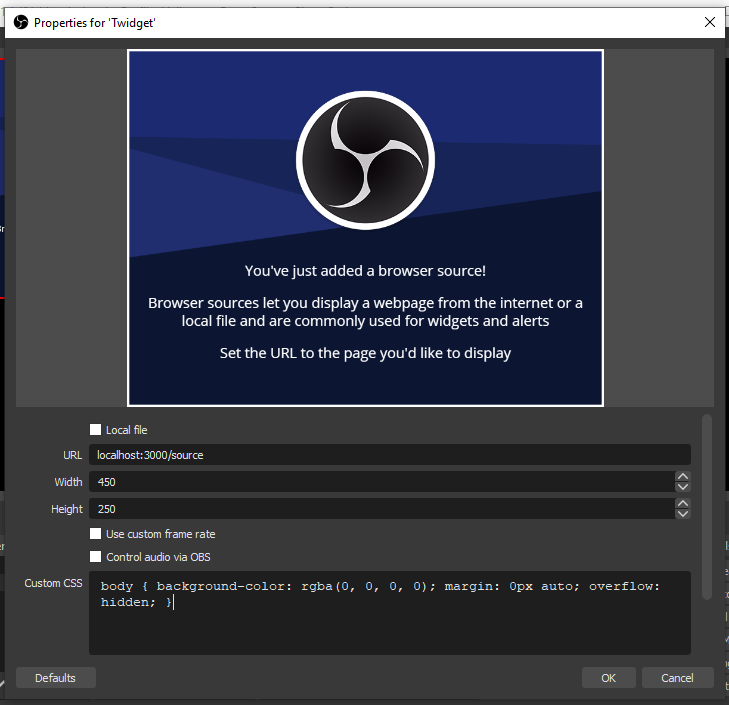 Properties for 'Twidget'
You've just added a browser source!
Browser sources let you display a webpage from the internet or a
local file and are commonly used for widgets and alerts
Set the URL to the page you'd like to display
Local file
URL localhost:3000/source
Width 450
Height 250
Use custom frame rate
Control audio via OBS
Custom CSS body { background-color: rgba(0, 0, 0, 0); margin: 0px auto; overflow:
hidden; }
Defaults OK Cancel